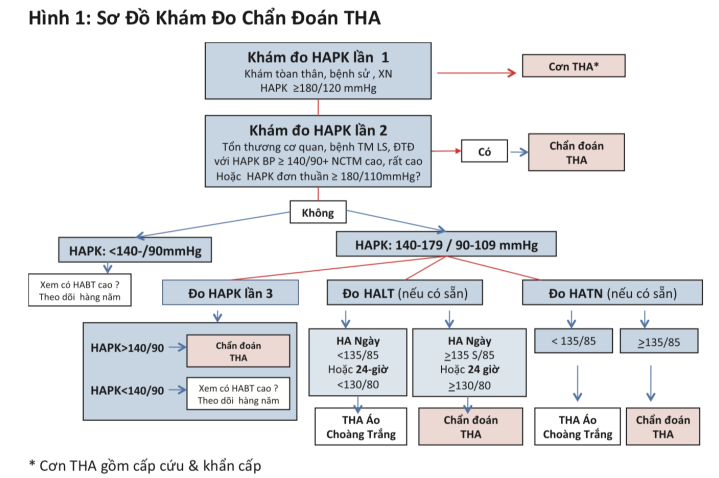 Hình 1: Sơ Đồ Khám Đo Chẩn Đoán THA
Khám đo HAPK lần 1
Khám tòan thân, bệnh sử , XN
HAPK ≥180/120 mmHg
Cơn THA*
Khám đo HAPK lần 2
Tổn thương cơ quan, bệnh TM LS, ĐTĐ
với HAPK BP ≥ 140/90+ NCTM cao, rất cao
Hoặc HAPK đơn thuần ≥ 180/110mmHg?
Có
Chẩn đoán
THA
Không
HAPK: <140-/90mmHg
HAPK: 140-179 / 90-109 mmHg
Xem có HABT cao ?
Theo dõi hàng năm
Đo HAPK lần 3
Đo HALT (nếu có sẵn)
Đo HATN (nếu có sẵn)
HAPK>140/90
Chẩn đoán
THA
HAPK<140/90
Xem có HABT cao ?
Theo dõi hàng năm
HA Ngày
<135/85
Hoặc 24-giờ
<130/80
HA Ngày
≥135 S/85
Hoặc 24 giờ
≥130/80
< 135/85
≥135/85
THA Áo
Choàng Trắng
Chẩn đoán
THA
THA Áo
Choàng Trắng
Chẩn đoán
THA
* Cơn THA gồm cấp cứu & khẩn cấp